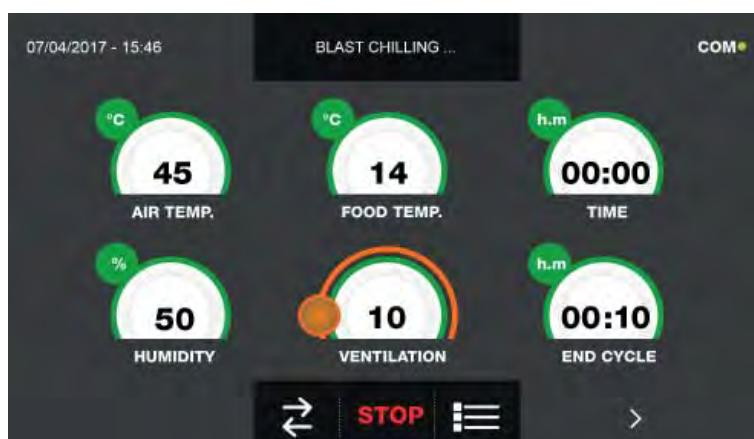 07/04/2017 - 15:46
BLAST CHILLING ...
COM
°C
45
AIR TEMP.
°C
14
FOOD TEMP.
h.m
00:00
TIME
%
50
HUMIDITY
10
VENTILATION
h.m
00:10
END CYCLE
STOP